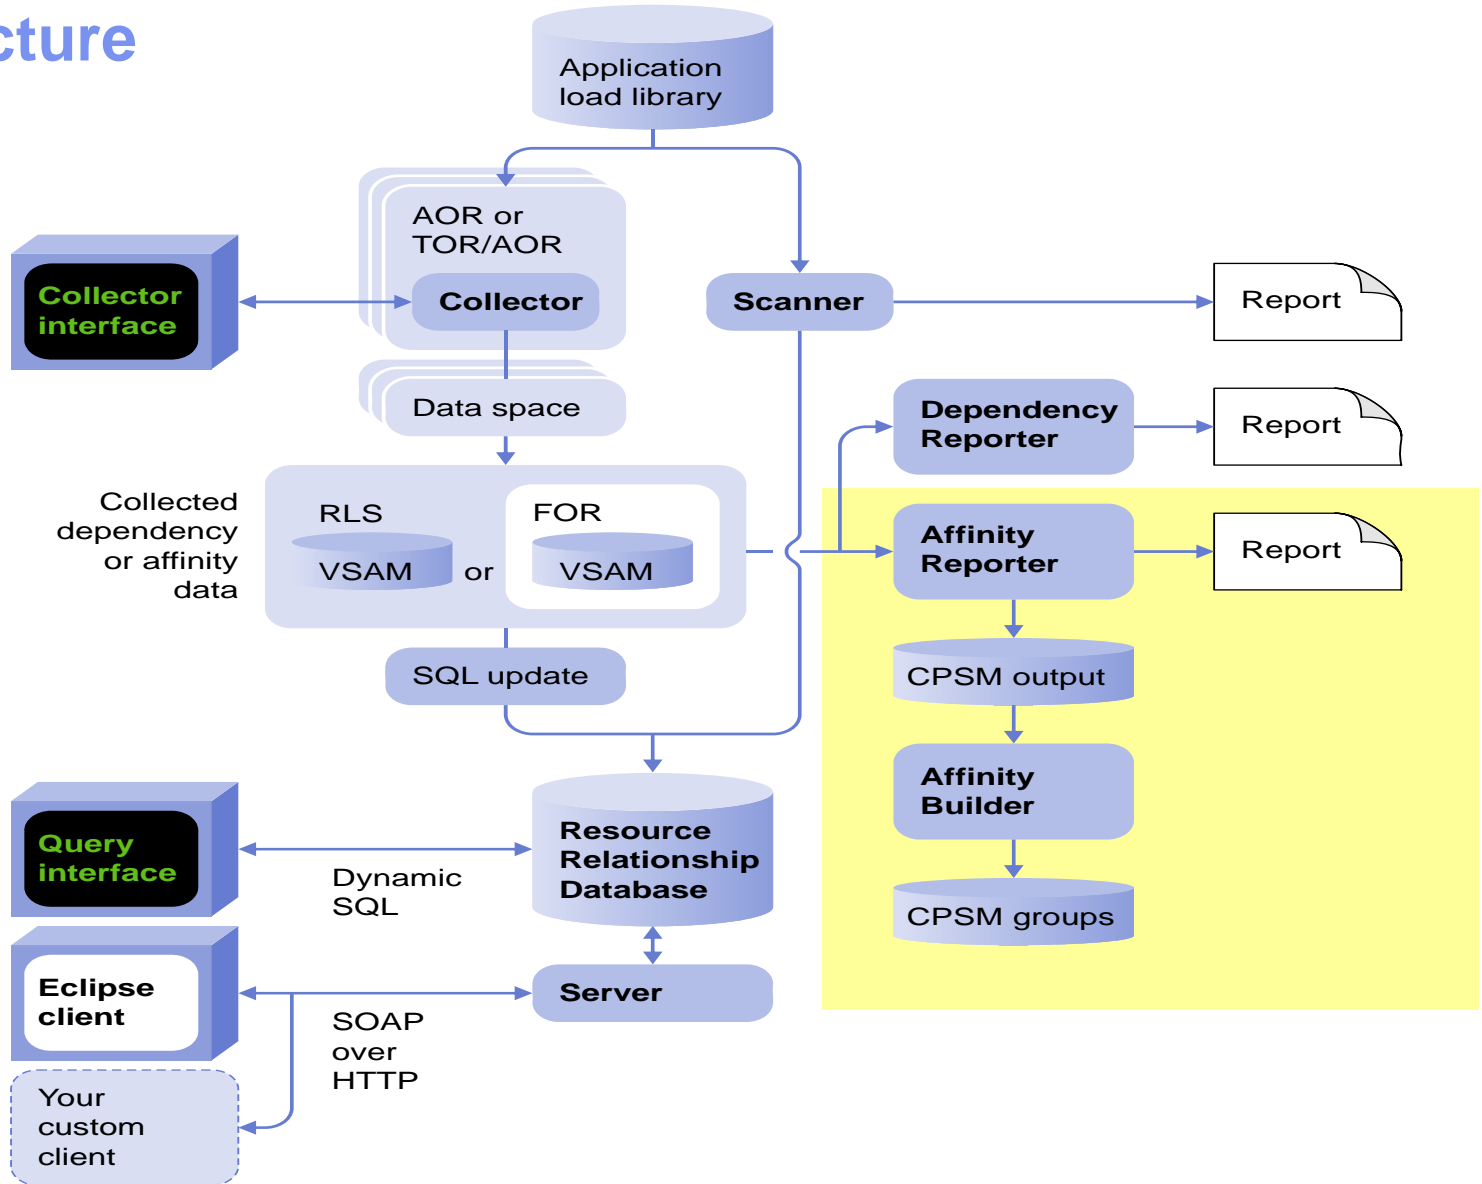 cture
Application
load library
AOR or
TOR/AOR
Collector
interface
Collector
Scanner
Report
Data space
Dependency
Reporter
Report
Collected
dependency
or affinity
data
RLS
VSAM
or
FOR
VSAM
Affinity
Reporter
Report
SQL update
CPSM output
Affinity
Builder
Query
interface
Dynamic
SQL
Resource
Relationship
Database
CPSM groups
Eclipse
client
SOAP
over
HTTP
Server
Your
custom
client